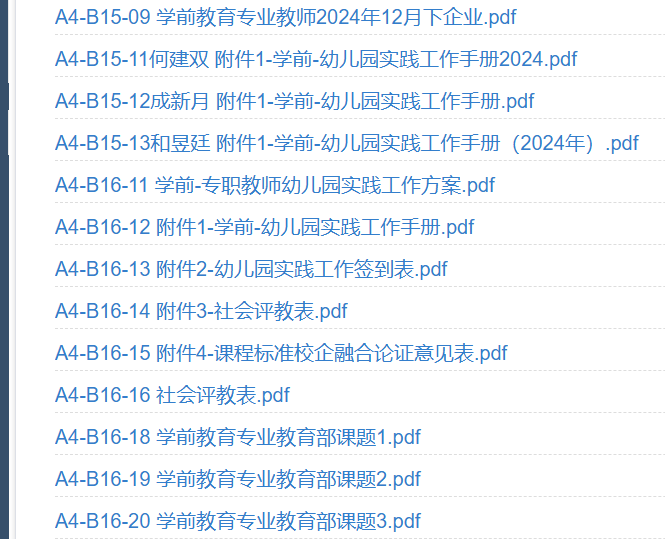 A4-B15-09 学前教育专业教师2024年12月下企业.pdf
A4-B15-11何建双 附件1-学前-幼儿园实践工作手册2024.pdf
A4-B15-12成新月 附件1-学前-幼儿园实践工作手册.pdf
A4-B15-13和昱廷 附件1-学前-幼儿园实践工作手册（2024年）.pdf
A4-B16-11 学前-专职教师幼儿园实践工作方案.pdf
A4-B16-12 附件1-学前-幼儿园实践工作手册.pdf
A4-B16-13 附件2-幼儿园实践工作签到表.pdf
A4-B16-14 附件3-社会评教表.pdf
A4-B16-15 附件4-课程标准校企融合论证意见表.pdf
A4-B16-16 社会评教表.pdf
A4-B16-18 学前教育专业教育部课题1.pdf
A4-B16-19 学前教育专业教育部课题2.pdf
A4-B16-20 学前教育专业教育部课题3.pdf